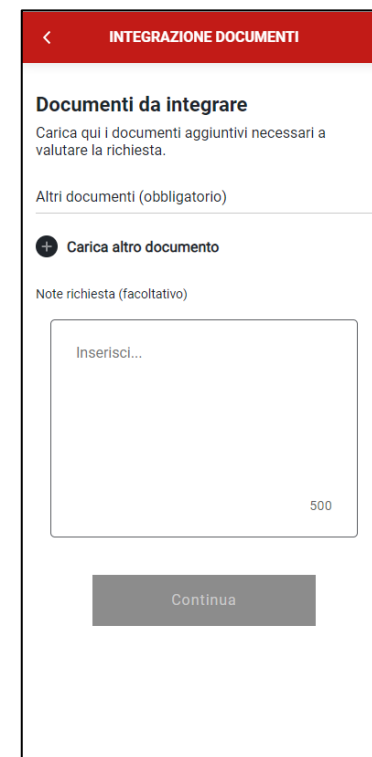 INTEGRAZIONE DOCUMENTI
Documenti da integrare
Carica qui i documenti aggiuntivi necessari a
valutare la richiesta.
Altri documenti (obbligatorio)
Carica altro documento
Note richiesta (facoltativo)
Inserisci...
500
Continua